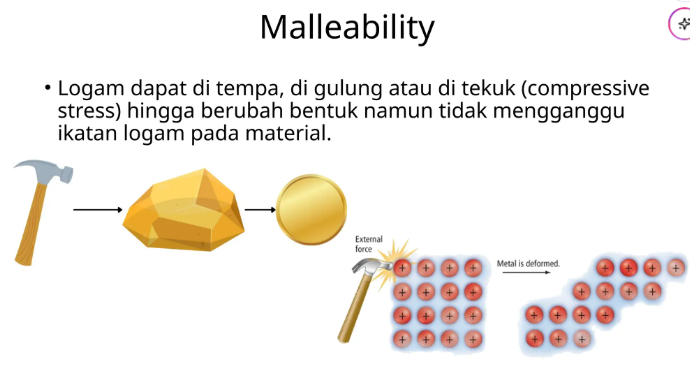 Malleability
• Logam dapat di tempa, di gulung atau di tekuk (compressive
stress) hingga berubah bentuk namun tidak mengganggu
ikatan logam pada material.
External
force
Metal is deformed.
+ + + +
+ + + +
+ + + +
+ + + +
+ + + +
+ + + +
+ + + +
+ + +